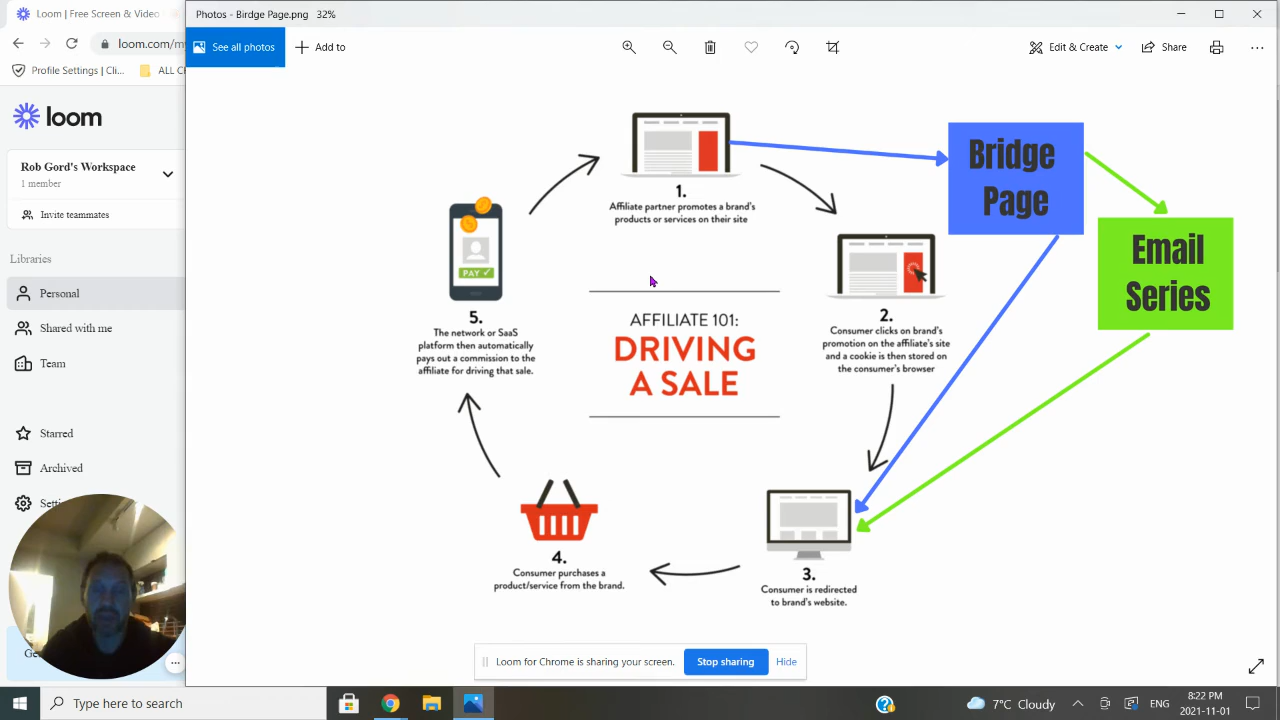 Loom | Free Screen & Video
Photos - Birdge Page.png 32%
loom.com/m
See all photos
Add to
Edit & Create
Share
Profile Settings | Cli...
ALL C
loom
Rob Gord's Workspace
1 member
Invite teammates
Libraries
Personal
Shared with me
Team
Starred
Archived
Setti
Ge
1.
Affiliate partner promotes a brand's
products or services on their site
Bridge
Page
Email
Series
PAY ✓
2.
Consumer clicks on brand's
promotion on the affiliate's site
and a cookie is then stored on
the consumer's browser
5.
The network or SaaS
platform then automatically
pays out a commission to the
affiliate for driving that sale.
AFFILIATE 101:
DRIVING
A SALE
4.
Consumer purchases a
product/service from the brand.
3.
Consumer is redirected
to brand's website.
Loom for Chrome is sharing your screen.
Stop sharing
Hide
Type here to search
7°C Cloudy
8:22 PM
2021-11-01